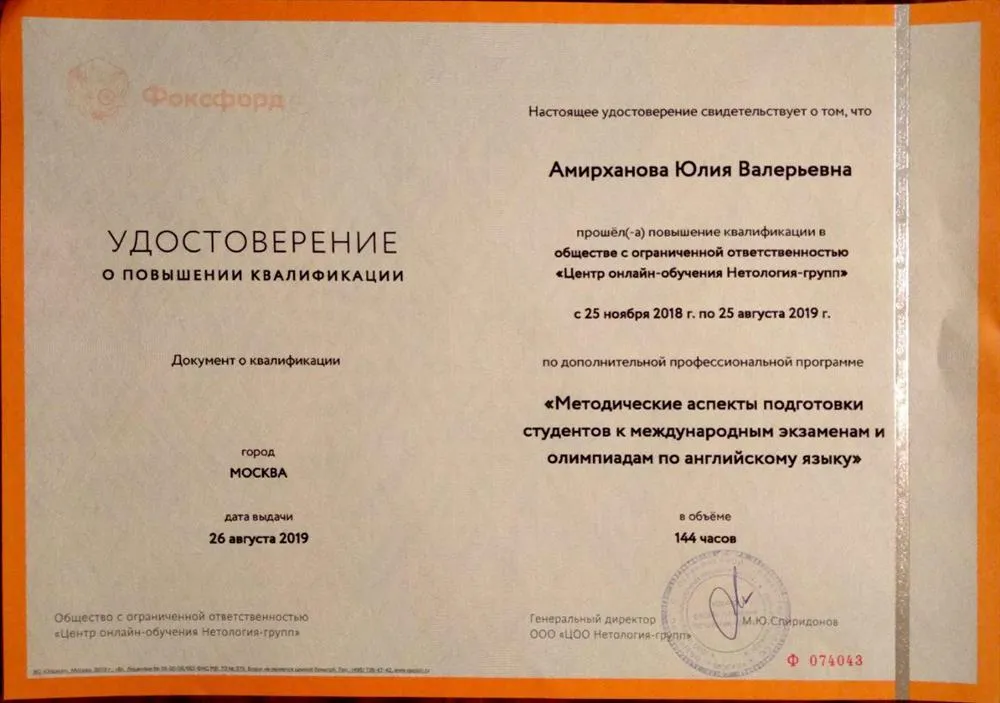 Фоксфорд
УДОСТОВЕРЕНИЕ
О ПОВЫШЕНИИ КВАЛИФИКАЦИИ
Документ о квалификации
город
МОСКВА
дата выдачи
26 августа 2019
Общество с ограниченной ответственностью
«Центр онлайн-обучения Нетология-групп»
Настоящее удостоверение свидетельствует о том, что
Амирханова Юлия Валерьевна
прошёл(-а) повышение квалификации в
обществе с ограниченной ответственностью
«Центр онлайн-обучения Нетология-групп»
с 25 ноября 2018 г. по 25 августа 2019 г.
по дополнительной профессиональной программе
«Методические аспекты подготовки
студентов к международным экзаменам и
олимпиадам по английскому языку»
в объёме
144 часов
Генеральный директор
М.Ю.Спиридонов
ООО «ЦОО Нетология-групп»
Ф 074043